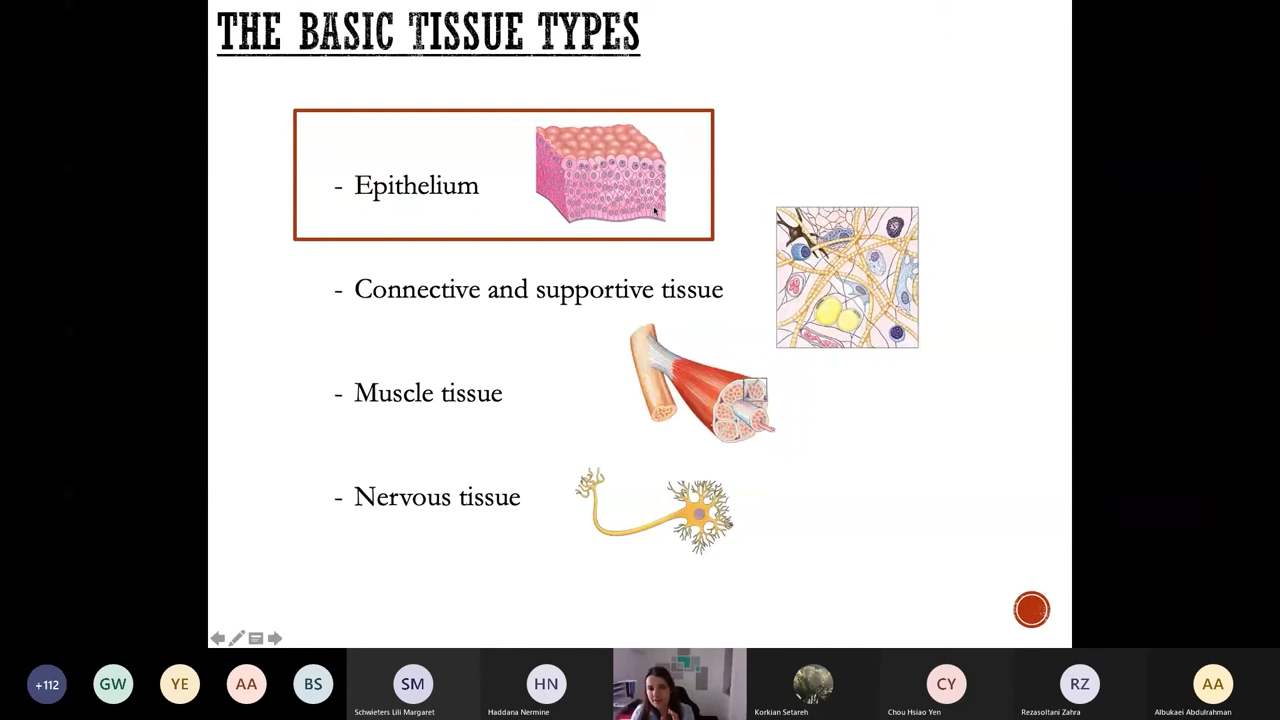 THE BASIC TISSUE TYPES
- Epithelium
- Connective and supportive tissue
- Muscle tissue
- Nervous tissue
+112
GW
YE
AA
BS
SM
Schwieters Lili Margaret
HN
Haddana Nermine
Korkian Setareh
CY
Chou Hsiao Yen
RZ
Rezasoltani Zahra
AA
Albukaei Abdulrahman